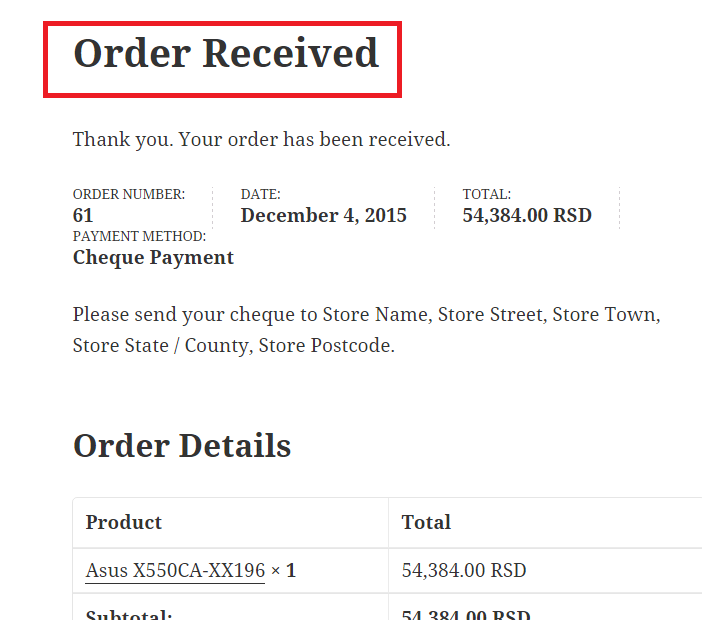 Order Received
Thank you. Your order has been received.
ORDER NUMBER: DATE: TOTAL:
61 December 4, 2015 54,384.00 RSD
PAYMENT METHOD:
Cheque Payment
Please send your cheque to Store Name, Store Street, Store Town,
Store State / County, Store Postcode.
Order Details
Product Total
Asus X550CA-XX196 × 1 54,384.00 RSD
Subtotal: 54,384.00 RSD